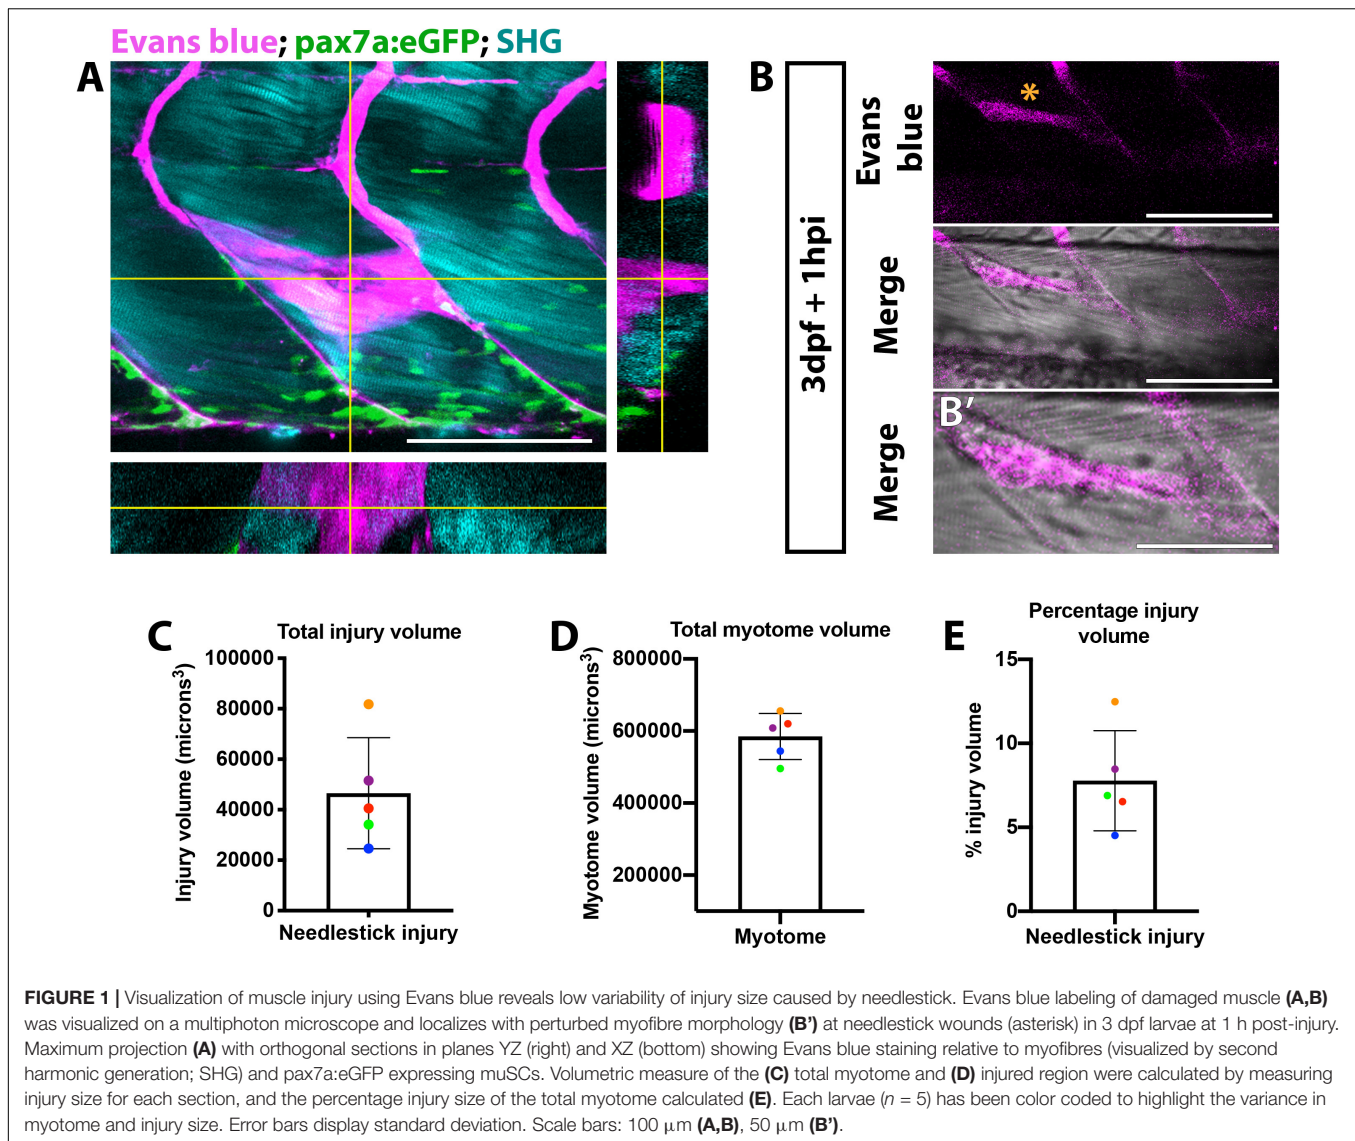 Evans blue; pax7a:eGFP; SHG
A
B
3dpf + 1hpi
Evans blue
*
Merge
Merge
B′
C
Total injury volume
Injury volume (microns³)
100000
80000
60000
40000
20000
0
Needlestick injury
D
Total myotome volume
Myotome volume (microns³)
800000
600000
400000
200000
Myotome
E
Percentage injury
volume
% injury volume
15
10
5
0
Needlestick injury
FIGURE 1 | Visualization of muscle injury using Evans blue reveals low variability of injury size caused by needlestick. Evans blue labeling of damaged muscle (A,B)
was visualized on a multiphoton microscope and localizes with perturbed myofibre morphology (B’) at needlestick wounds (asterisk) in 3 dpf larvae at 1 h post-injury.
Maximum projection (A) with orthogonal sections in planes YZ (right) and XZ (bottom) showing Evans blue staining relative to myofibres (visualized by second
harmonic generation; SHG) and pax7a:eGFP expressing muSCs. Volumetric measure of the (C) total myotome and (D) injured region were calculated by measuring
injury size for each section, and the percentage injury size of the total myotome calculated (E). Each larvae (n = 5) has been color coded to highlight the variance in
myotome and injury size. Error bars display standard deviation. Scale bars: 100 μm (A,B), 50 μm (B’).